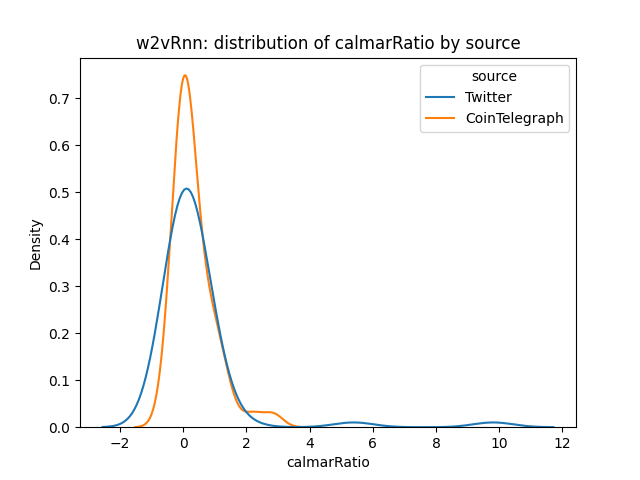 w2vRnn: distribution of calmarRatio by source
source
Twitter
CoinTelegraph
Density
0.7
0.6
0.5
0.4
0.3
0.2
0.1
0.0
−2 0 2 4 6 8 10 12
calmarRatio